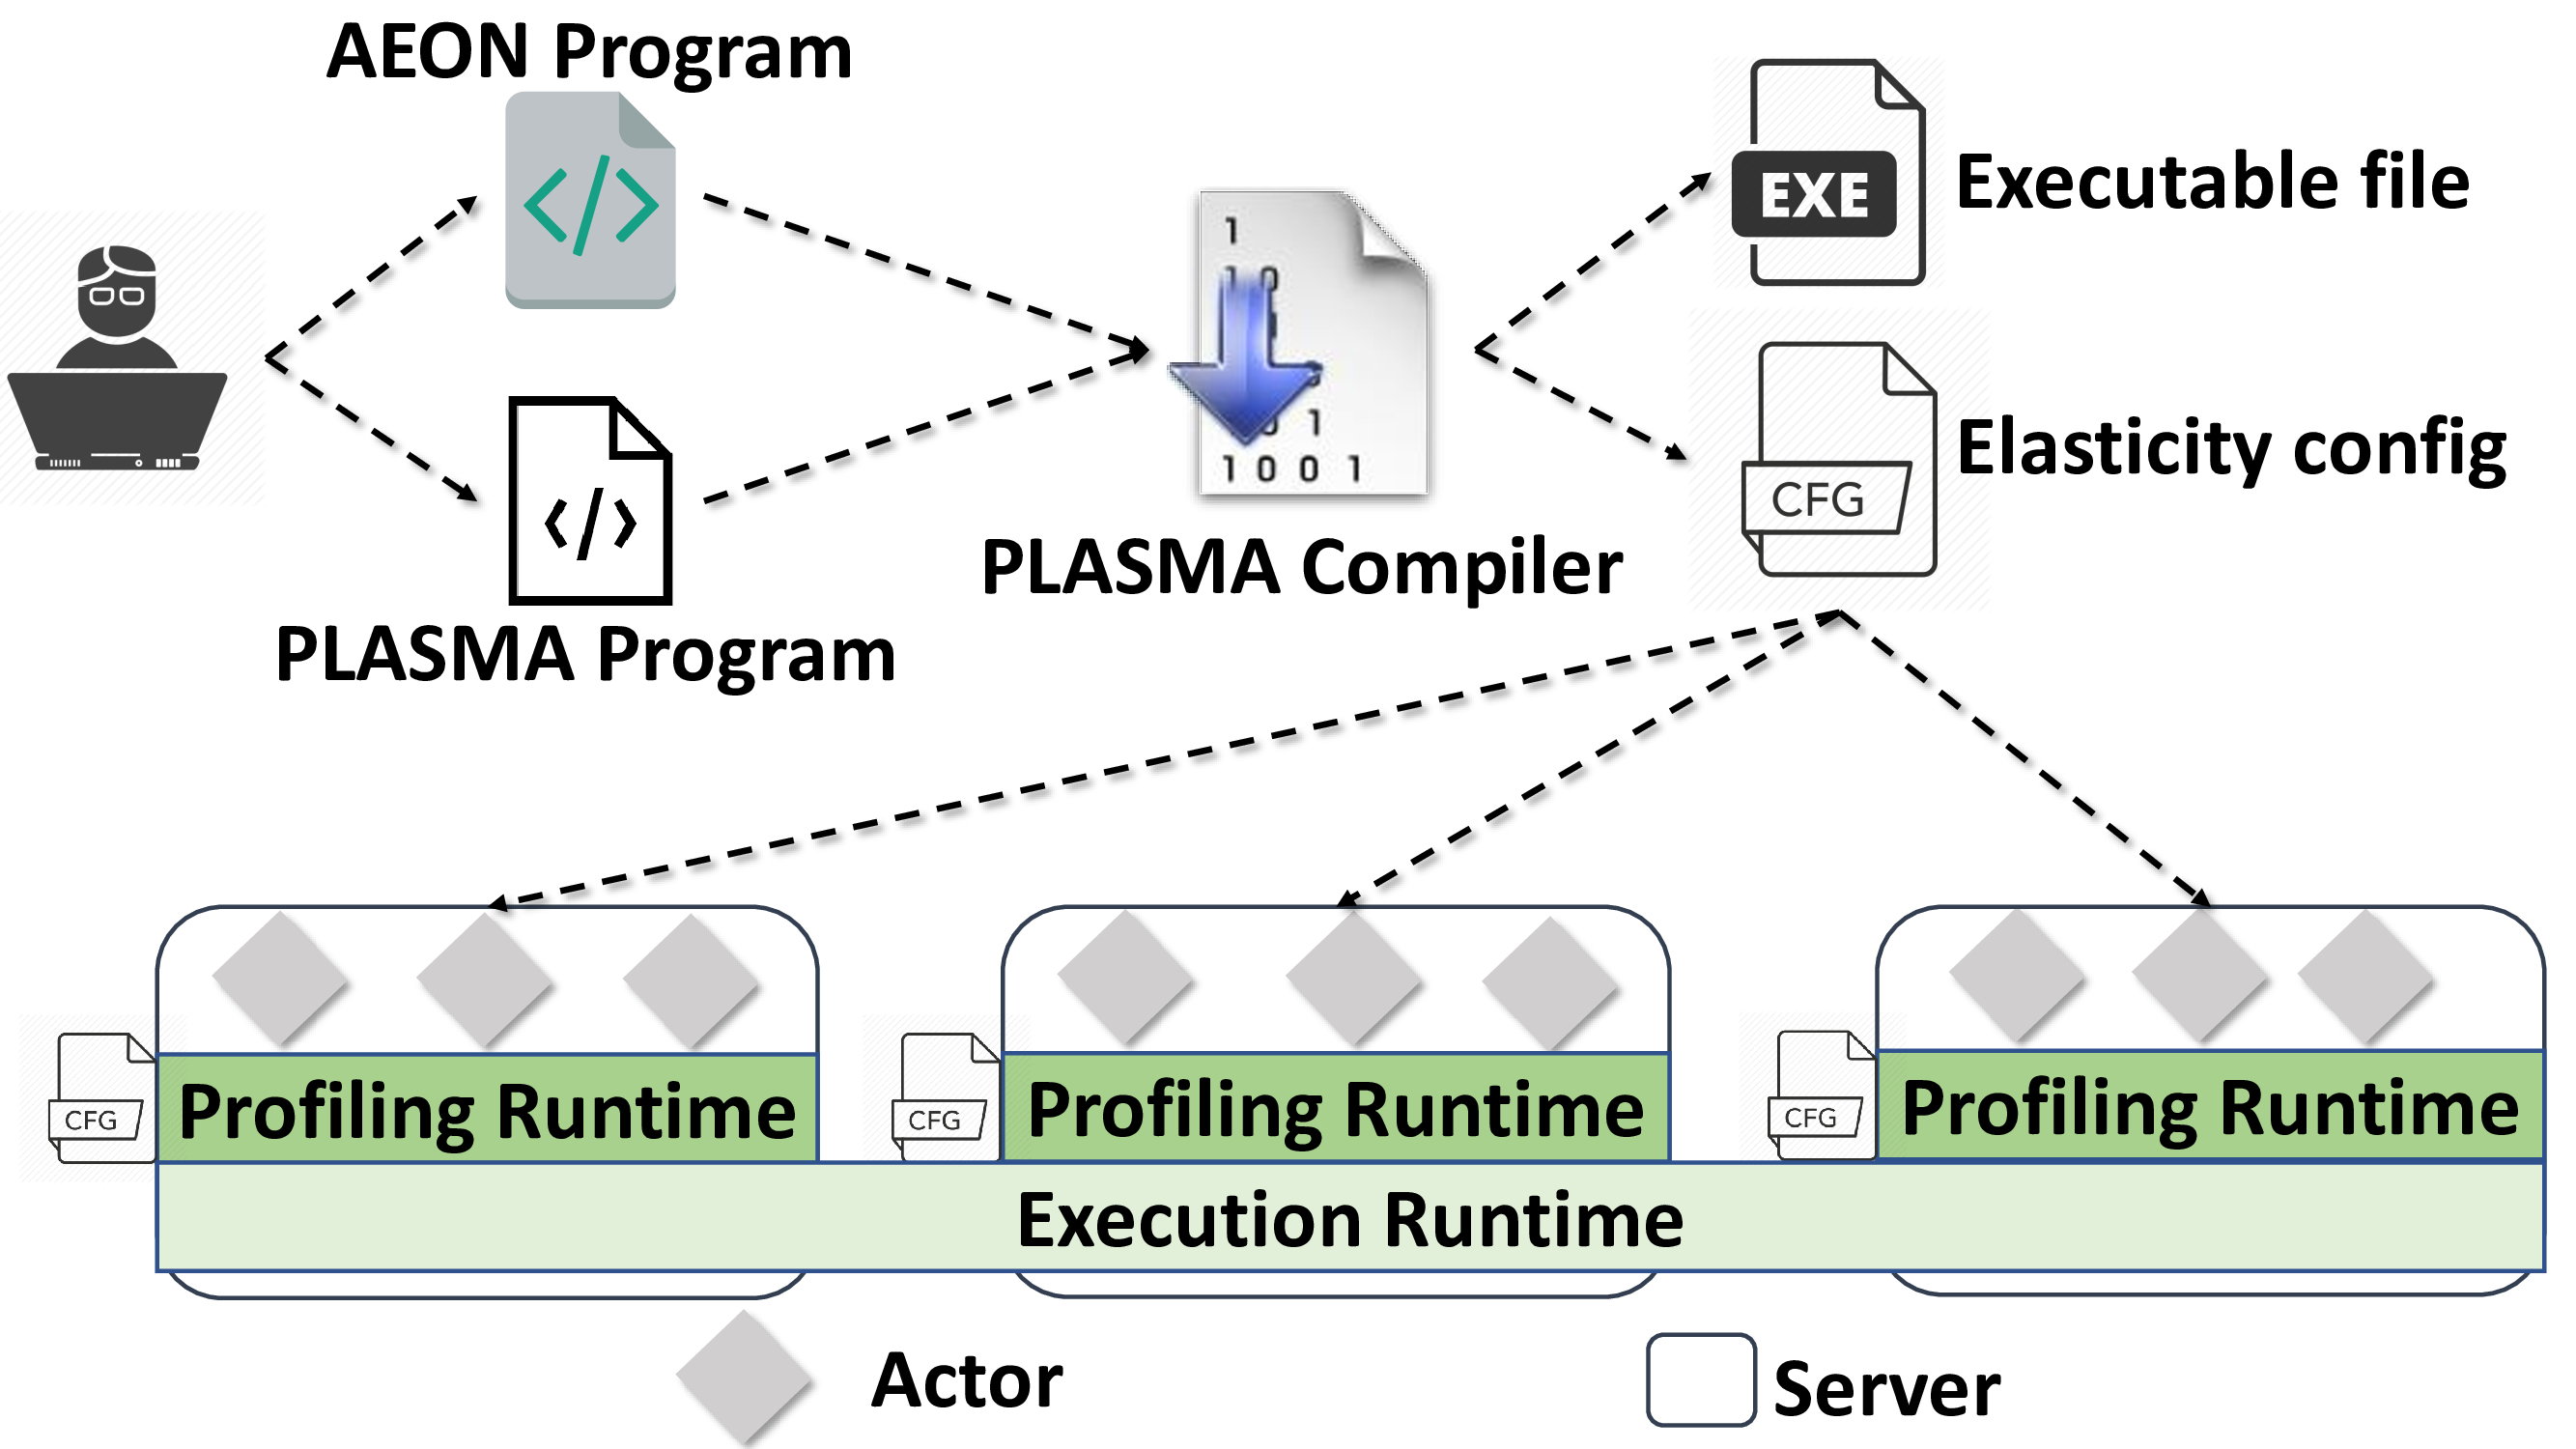 AEON Program
</>
</>
PLASMA Program
1
1 0
0 1
1 0 0 1
PLASMA Compiler
EXE
Executable file
CFG
Elasticity config
CFG
Profiling Runtime
CFG
Profiling Runtime
CFG
Profiling Runtime
Execution Runtime
Actor
Server